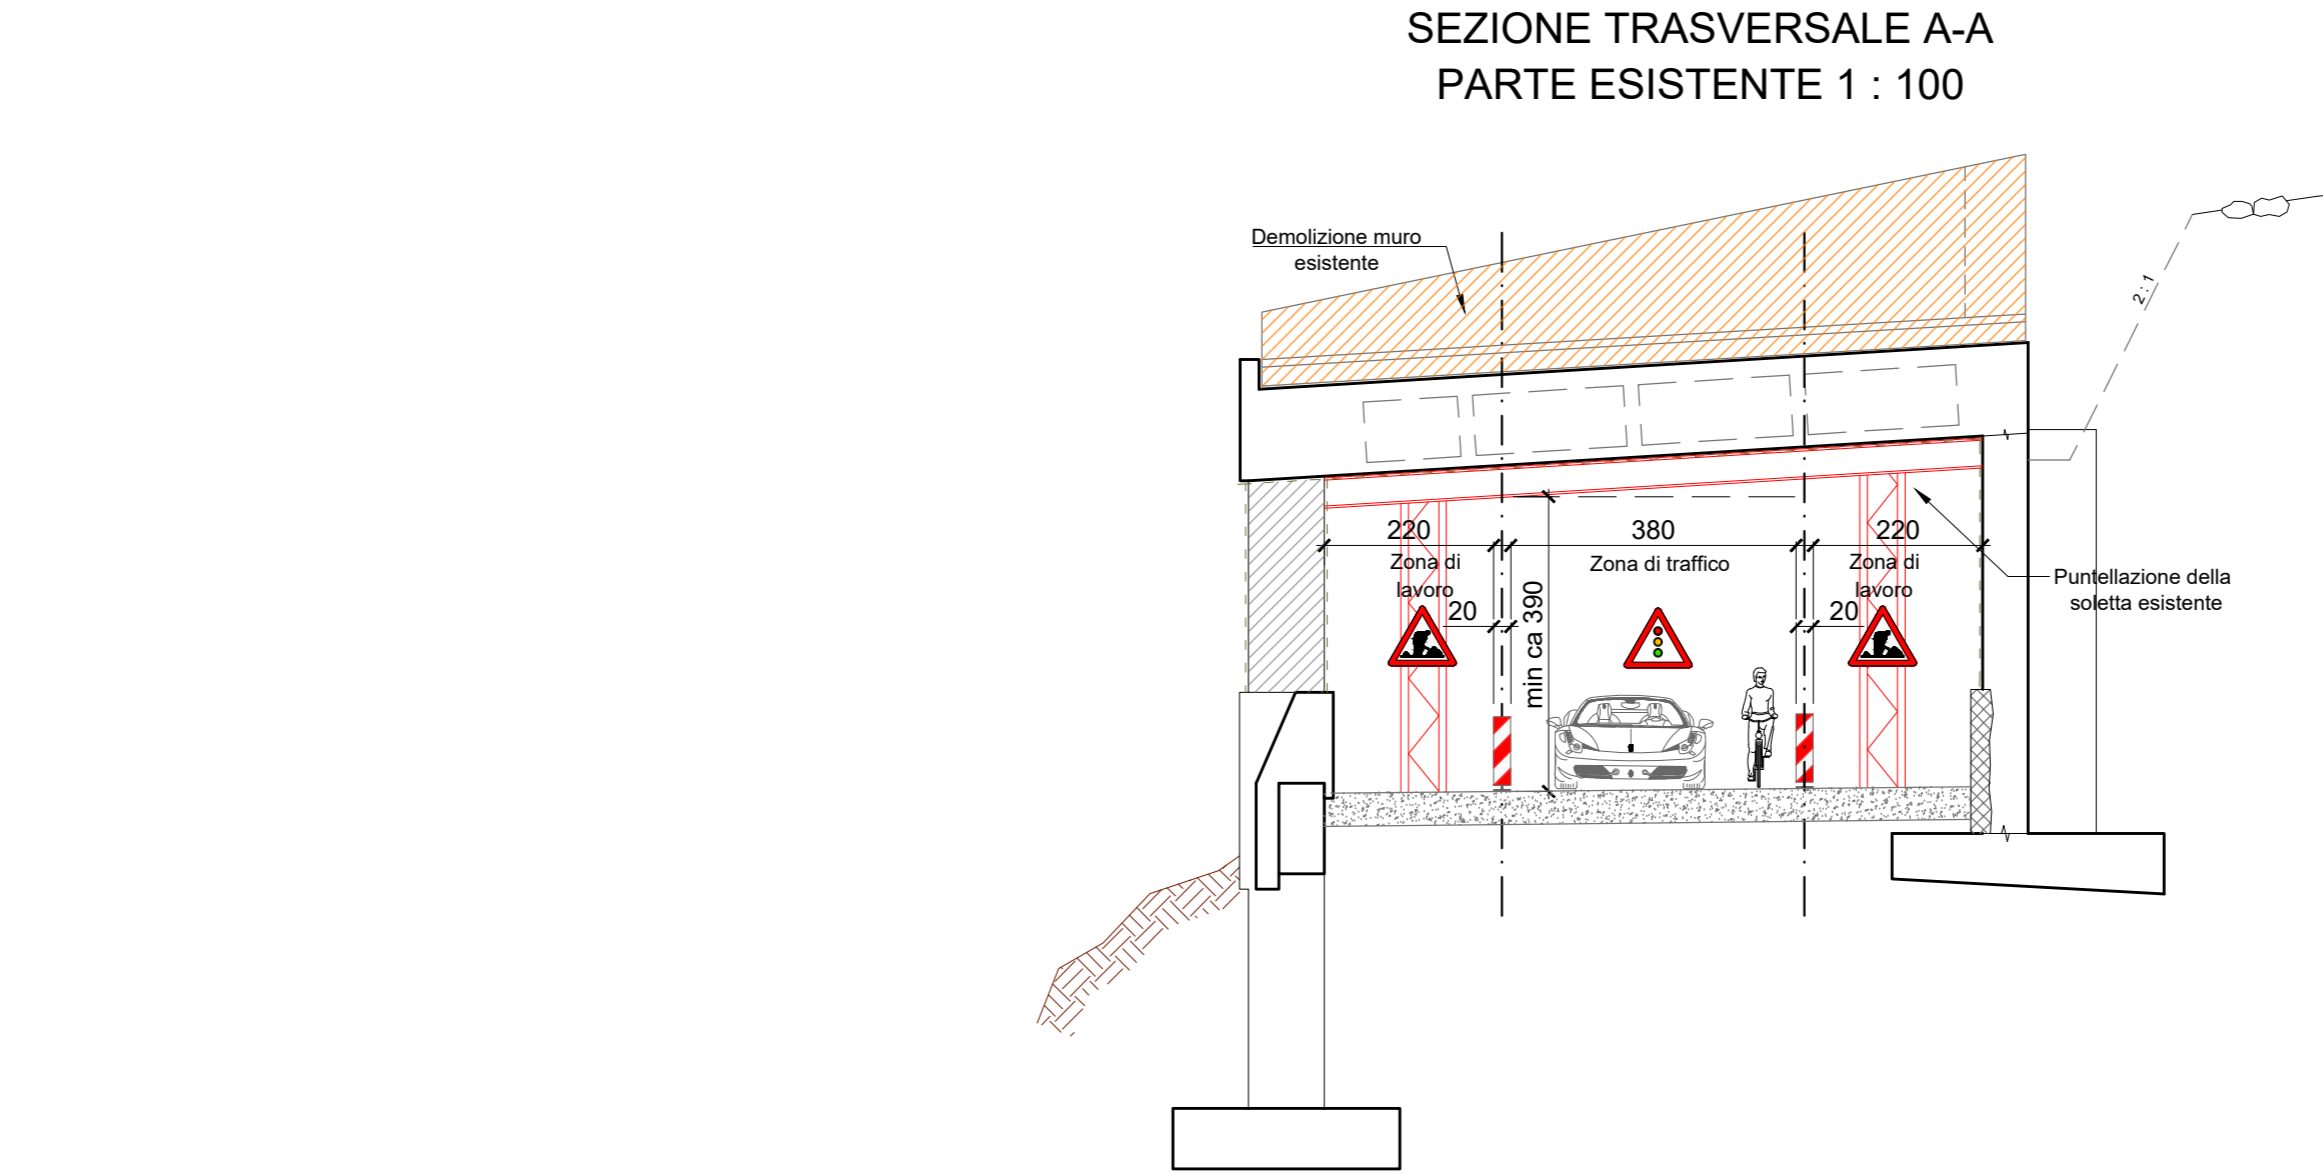 SEZIONE TRASVERSALE A-A
PARTE ESISTENTE 1 : 100
Demolizione muro
esistente
2:1
220
380
220
Zona di
lavoro
Zona di traffico
Zona di
lavoro
Puntellazione della
soletta esistente
20
min ca 390
20